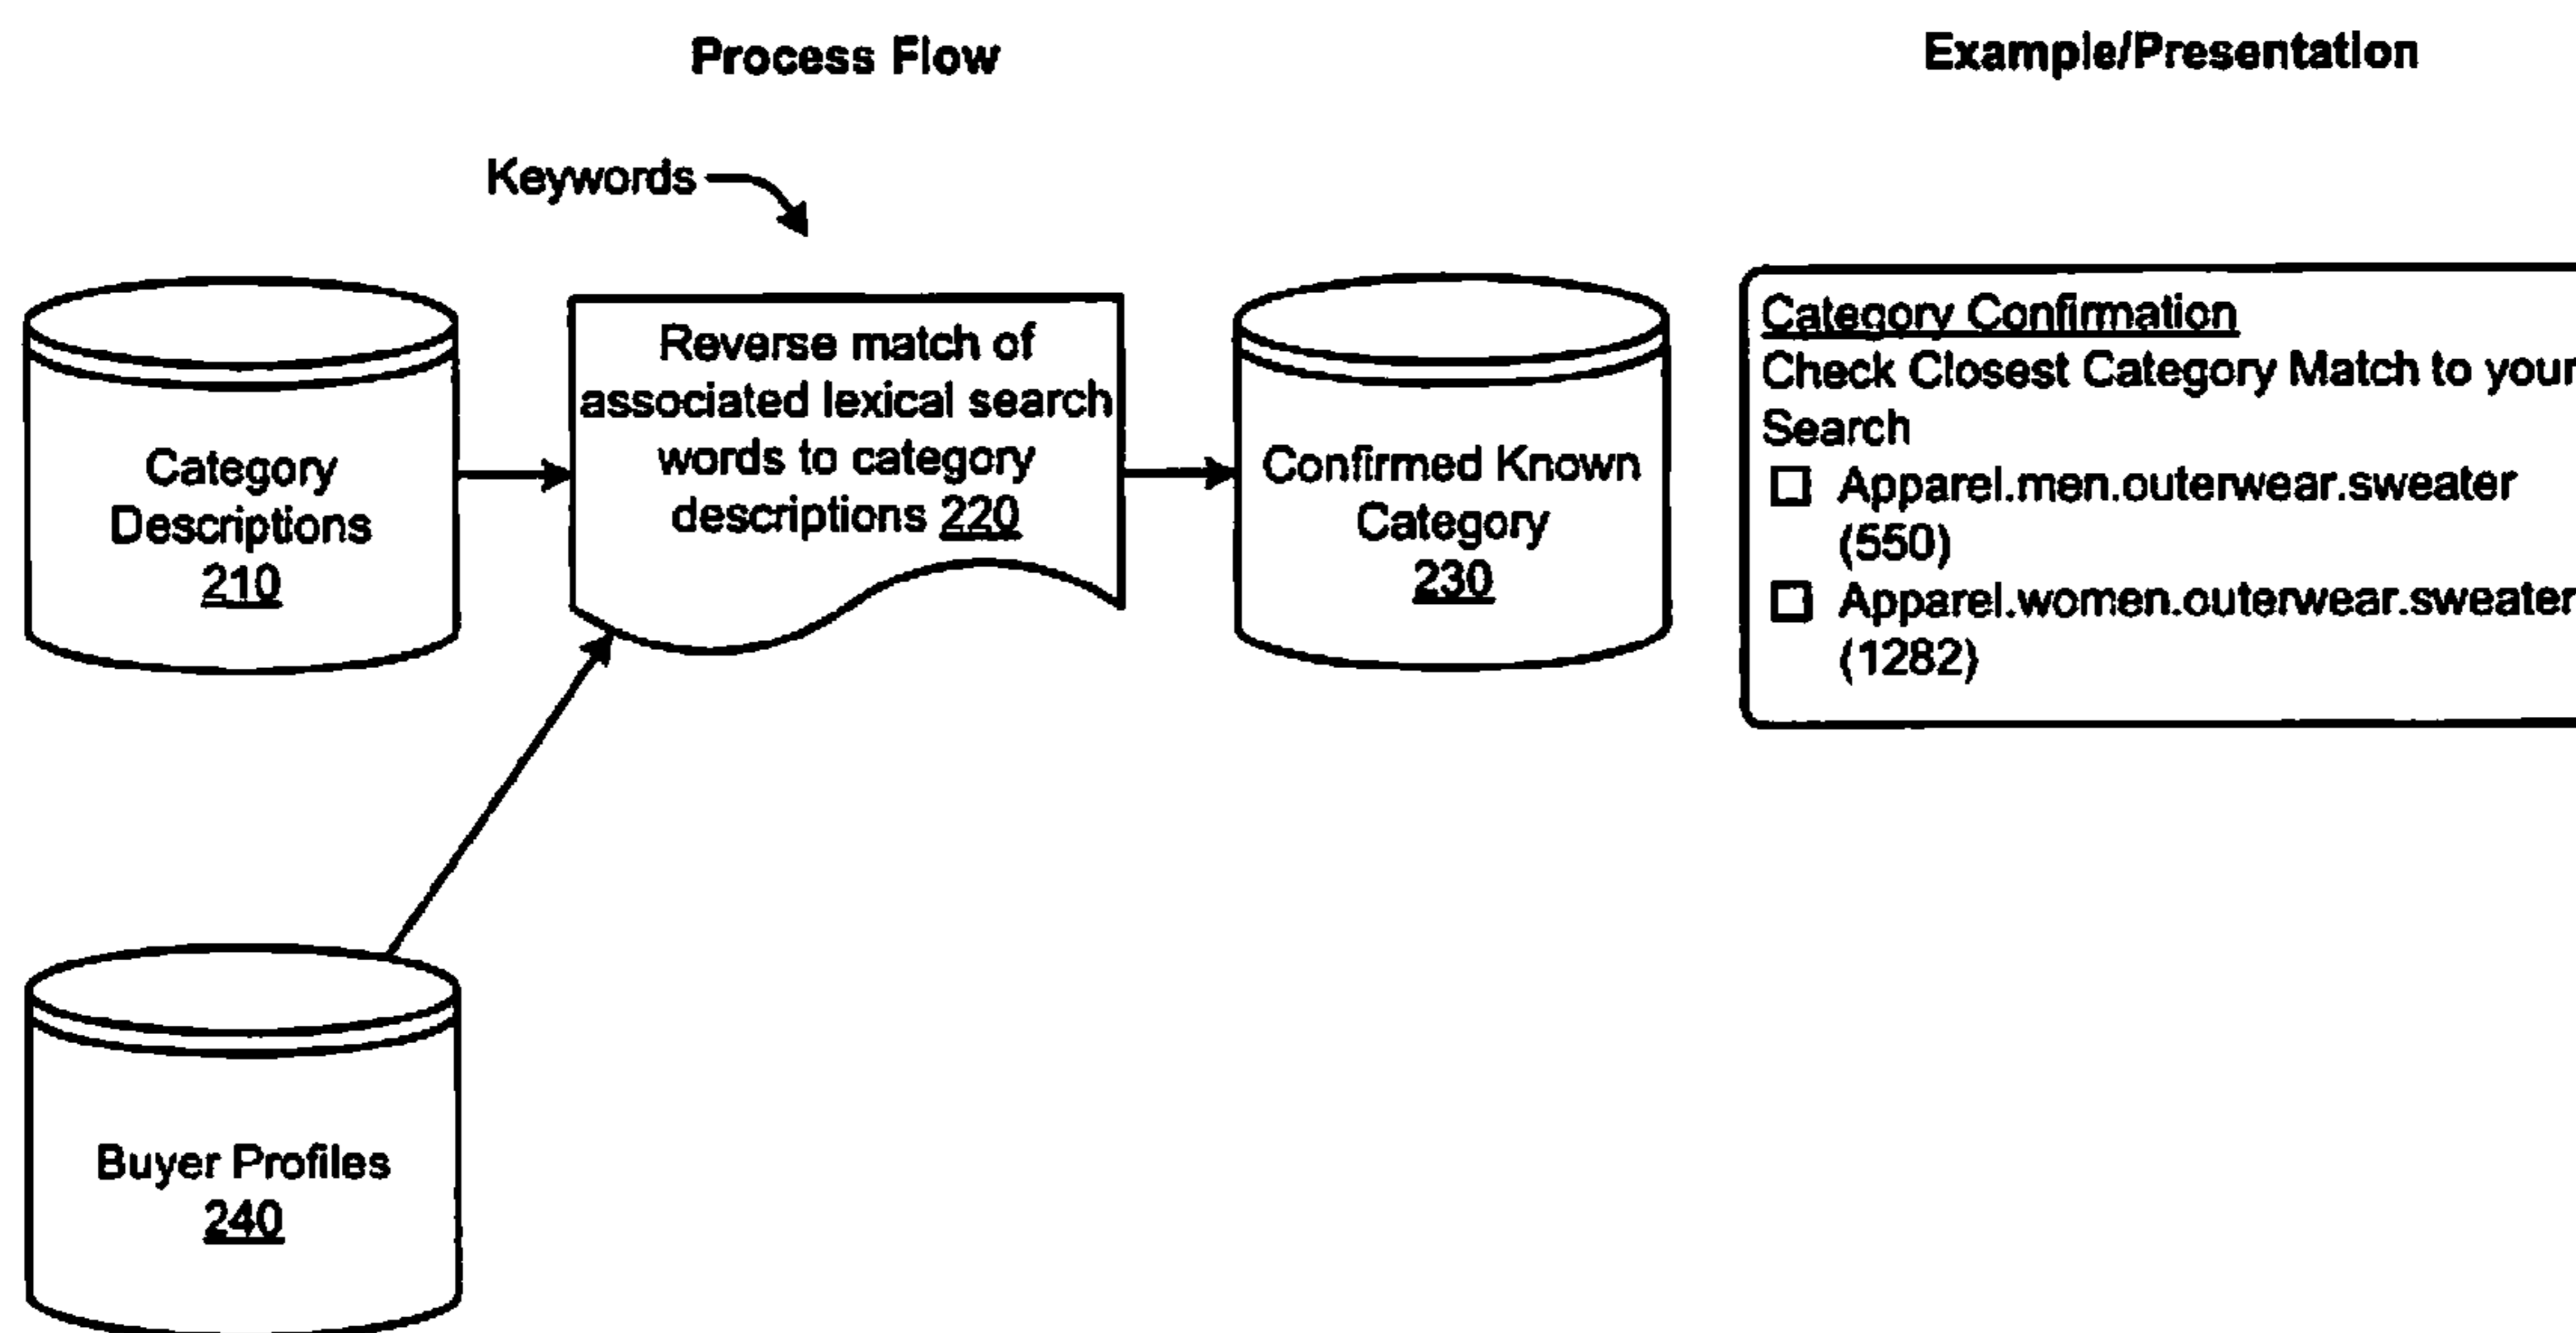 Process Flow
Example/Presentation
Keywords
Category
Descriptions
210
Reverse match of
associated lexical search
words to category
descriptions 220
Confirmed Known
Category
230
Category Confirmation
Check Closest Category Match to your
Search
Apparel.men.outerwear.sweater
(550)
Apparel.women.outerwear.sweater
(1282)
Buyer Profiles
240